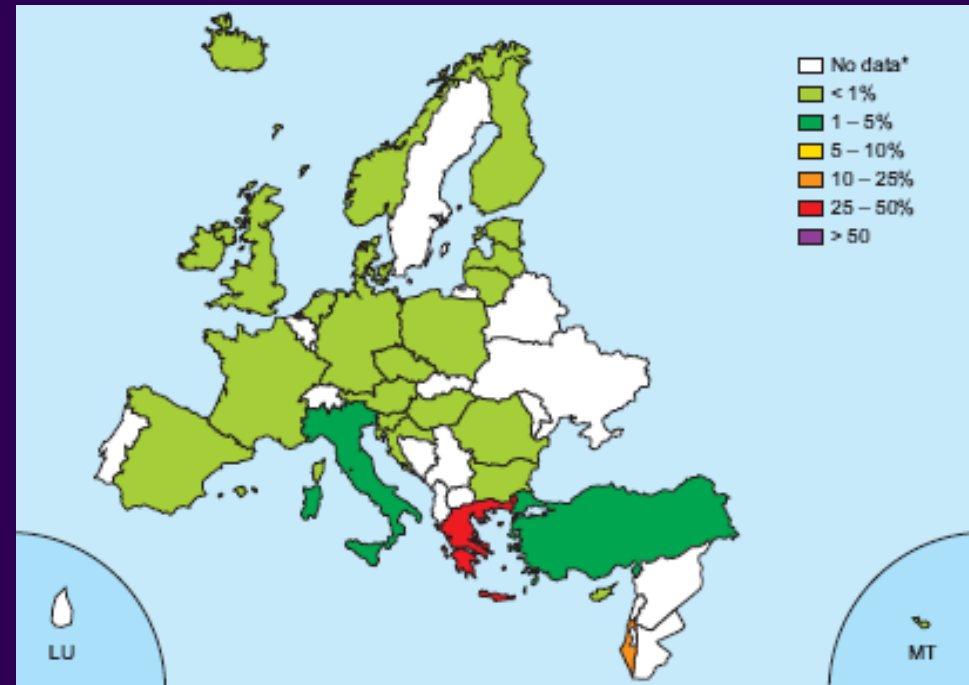 No data*
< 1%
1 – 5%
5 – 10%
10 – 25%
25 – 50%
> 50
LU
MT